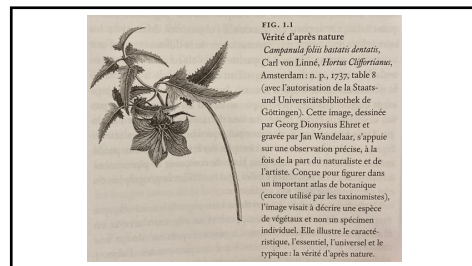 FIG. 1.1
Vérité d'après nature
Campanula foliis hastatis dentatis,
Carl von Linné, Hortus Cliffortianus,
Amsterdam : n. p., 1737, table 8
(avec l'autorisation de la Staats-
und Universitätsbibliothek de
Göttingen). Cette image, dessinée
par Georg Dionysius Ehret et
gravée par Jan Wandelaar, s'appuie
sur une observation précise, à la
fois de la part du naturaliste et de
l'artiste. Conçue pour figurer dans
un important atlas de botanique
(encore utilisé par les taxinomistes),
l'image visait à décrire une espèce
de végétaux et non un spécimen
individuel. Elle illustre le caracté-
ristique, l'essentiel, l'universel et le
typique : la vérité d'après nature.